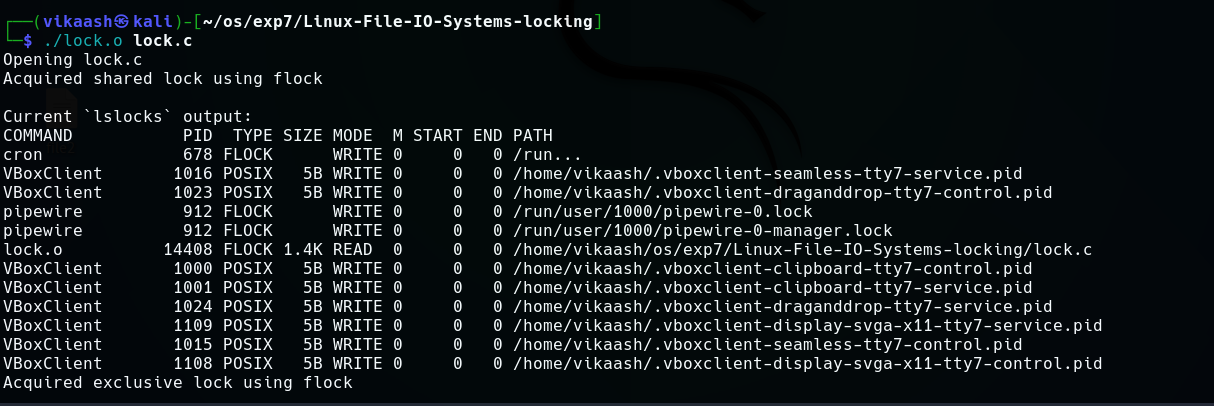 ┌──(vikaash㉿kali)-[~/os/exp7/Linux-File-IO-Systems-locking]
└─$ ./lock.o lock.c
Opening lock.c
Acquired shared lock using flock

Current `lslocks` output:
COMMAND           PID  TYPE SIZE MODE  M START END PATH
cron              678 FLOCK      WRITE 0     0   0 /run...
VBoxClient       1016 POSIX   5B WRITE 0     0   0 /home/vikaash/.vboxclient-seamless-tty7-service.pid
VBoxClient       1023 POSIX   5B WRITE 0     0   0 /home/vikaash/.vboxclient-draganddrop-tty7-control.pid
pipewire          912 FLOCK      WRITE 0     0   0 /run/user/1000/pipewire-0.lock
pipewire          912 FLOCK      WRITE 0     0   0 /run/user/1000/pipewire-0-manager.lock
lock.o          14408 FLOCK 1.4K READ  0     0   0 /home/vikaash/os/exp7/Linux-File-IO-Systems-locking/lock.c
VBoxClient       1000 POSIX   5B WRITE 0     0   0 /home/vikaash/.vboxclient-clipboard-tty7-control.pid
VBoxClient       1001 POSIX   5B WRITE 0     0   0 /home/vikaash/.vboxclient-clipboard-tty7-service.pid
VBoxClient       1024 POSIX   5B WRITE 0     0   0 /home/vikaash/.vboxclient-draganddrop-tty7-service.pid
VBoxClient       1109 POSIX   5B WRITE 0     0   0 /home/vikaash/.vboxclient-display-svga-x11-tty7-service.pid
VBoxClient       1015 POSIX   5B WRITE 0     0   0 /home/vikaash/.vboxclient-seamless-tty7-control.pid
VBoxClient       1108 POSIX   5B WRITE 0     0   0 /home/vikaash/.vboxclient-display-svga-x11-tty7-control.pid
Acquired exclusive lock using flock